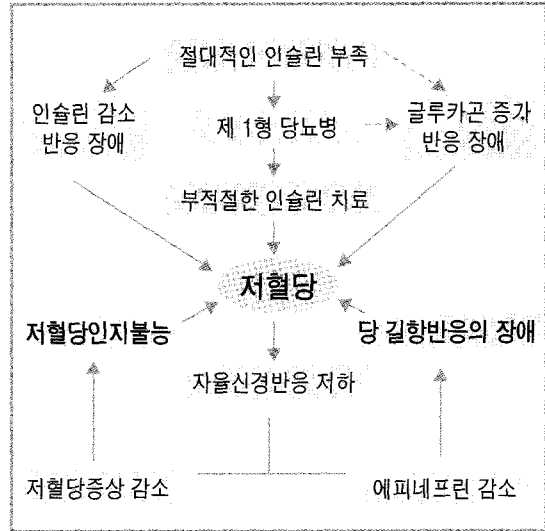 절대적인 인슐린 부족
인슐린 감소
반응 장애
제 1형 당뇨병
글루카곤 증가
반응 장애
부적절한 인슐린 치료
저혈당
저혈당인지불능
당 길항반응의 장애
자율신경반응 저하
저혈당증상 감소
에피네프린 감소